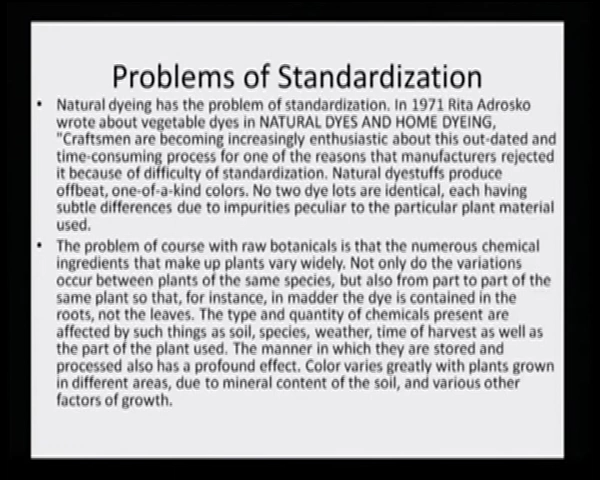 Problems of Standardization
• Natural dyeing has the problem of standardization. In 1971 Rita Adrosko
wrote about vegetable dyes in NATURAL DYES AND HOME DYEING,
"Craftsmen are becoming increasingly enthusiastic about this out-dated and
time-consuming process for one of the reasons that manufacturers rejected
it because of difficulty of standardization. Natural dyestuffs produce
offbeat, one-of-a-kind colors. No two dye lots are identical, each having
subtle differences due to impurities peculiar to the particular plant material
used.
• The problem of course with raw botanicals is that the numerous chemical
ingredients that make up plants vary widely. Not only do the variations
occur between plants of the same species, but also from part to part of the
same plant so that, for instance, in madder the dye is contained in the
roots, not the leaves. The type and quantity of chemicals present are
affected by such things as soil, species, weather, time of harvest as well as
the part of the plant used. The manner in which they are stored and
processed also has a profound effect. Color varies greatly with plants grown
in different areas, due to mineral content of the soil, and various other
factors of growth.